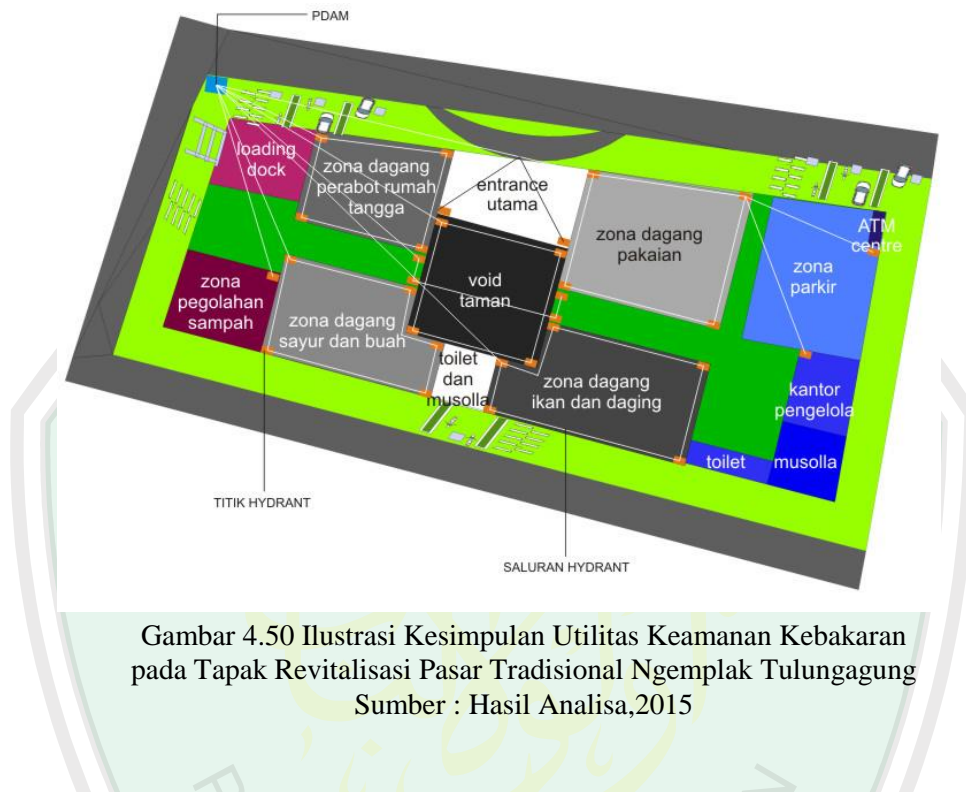 PDAM
loading
dock
zona dagang
perabot rumah
tangga
entrance
utama
zona dagang
pakaian
ATM
centre
zona
parkir
zona
pegolahan
sampah
zona dagang
sayur dan buah
void
taman
toilet
dan
musolla
zona dagang
ikan dan daging
kantor
pengelola
toilet
musolla
TITIK HYDRANT
SALURAN HYDRANT
Gambar 4.50 Ilustrasi Kesimpulan Utilitas Keamanan Kebakaran
pada Tapak Revitalisasi Pasar Tradisional Ngemplak Tulungagung
Sumber : Hasil Analisa,2015